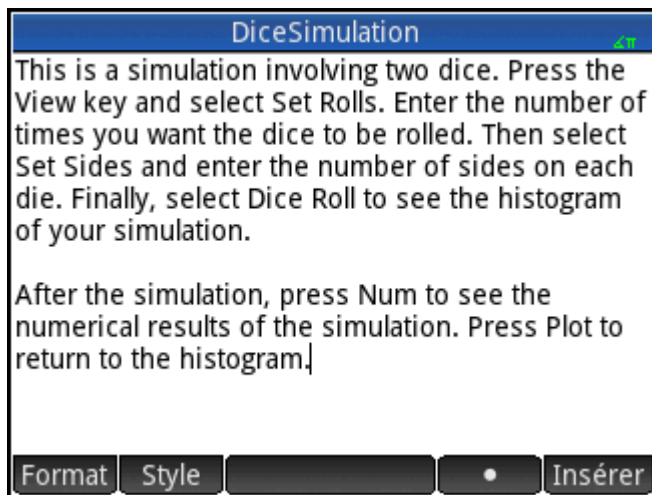 DiceSimulation
∡π
This is a simulation involving two dice. Press the
View key and select Set Rolls. Enter the number of
times you want the dice to be rolled. Then select
Set Sides and enter the number of sides on each
die. Finally, select Dice Roll to see the histogram
of your simulation.
After the simulation, press Num to see the
numerical results of the simulation. Press Plot to
return to the histogram.
Format Style • Insérer